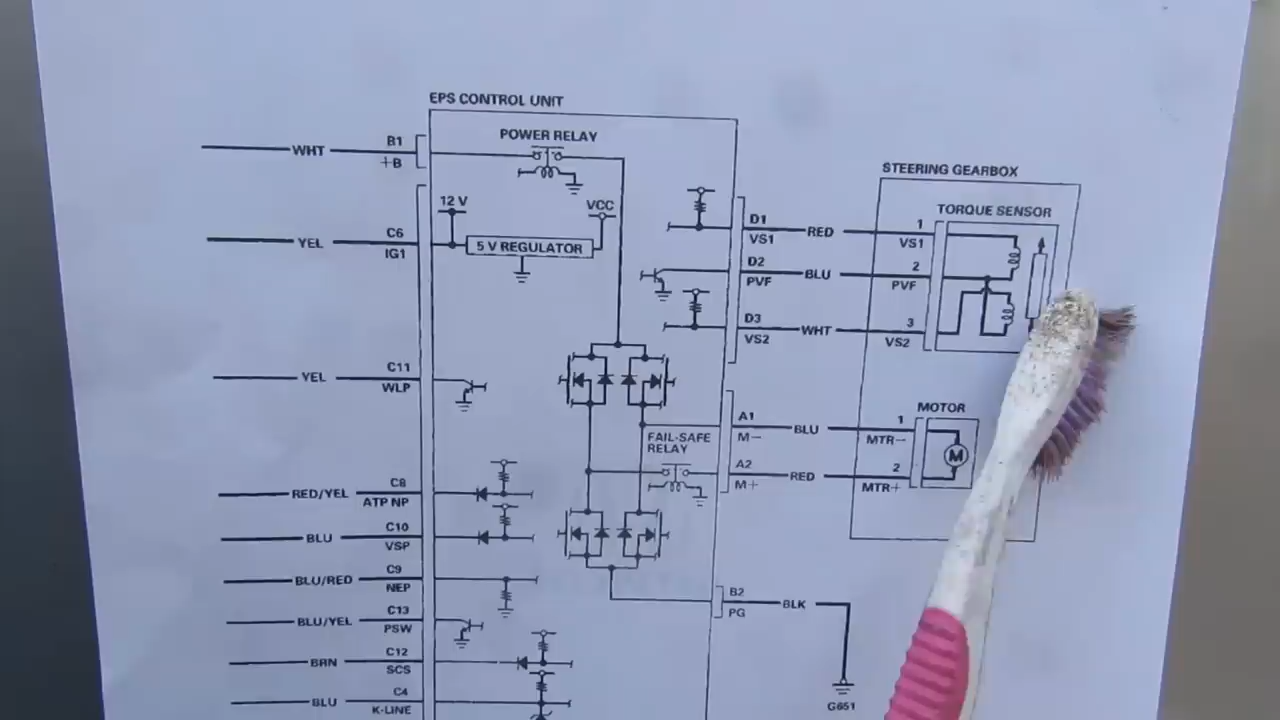 EPS CONTROL UNIT
POWER RELAY
WHT
B1
+B
12 V
VCC
YEL
C6
IG1
5 V REGULATOR
YEL
C11
WLP
RED/YEL
C8
ATP NP
BLU
C10
VSP
BLU/RED
C9
NEP
BLU/YEL
C13
PSW
BRN
C12
SCS
BLU
C4
K-LINE
FAIL-SAFE
RELAY
D1
VS1
RED
D2
PVF
BLU
D3
VS2
WHT
A1
M−
BLU
A2
M+
RED
B2
PG
BLK
G651
STEERING GEARBOX
TORQUE SENSOR
1
VS1
2
PVF
3
VS2
MOTOR
1
MTR−
2
MTR+
M